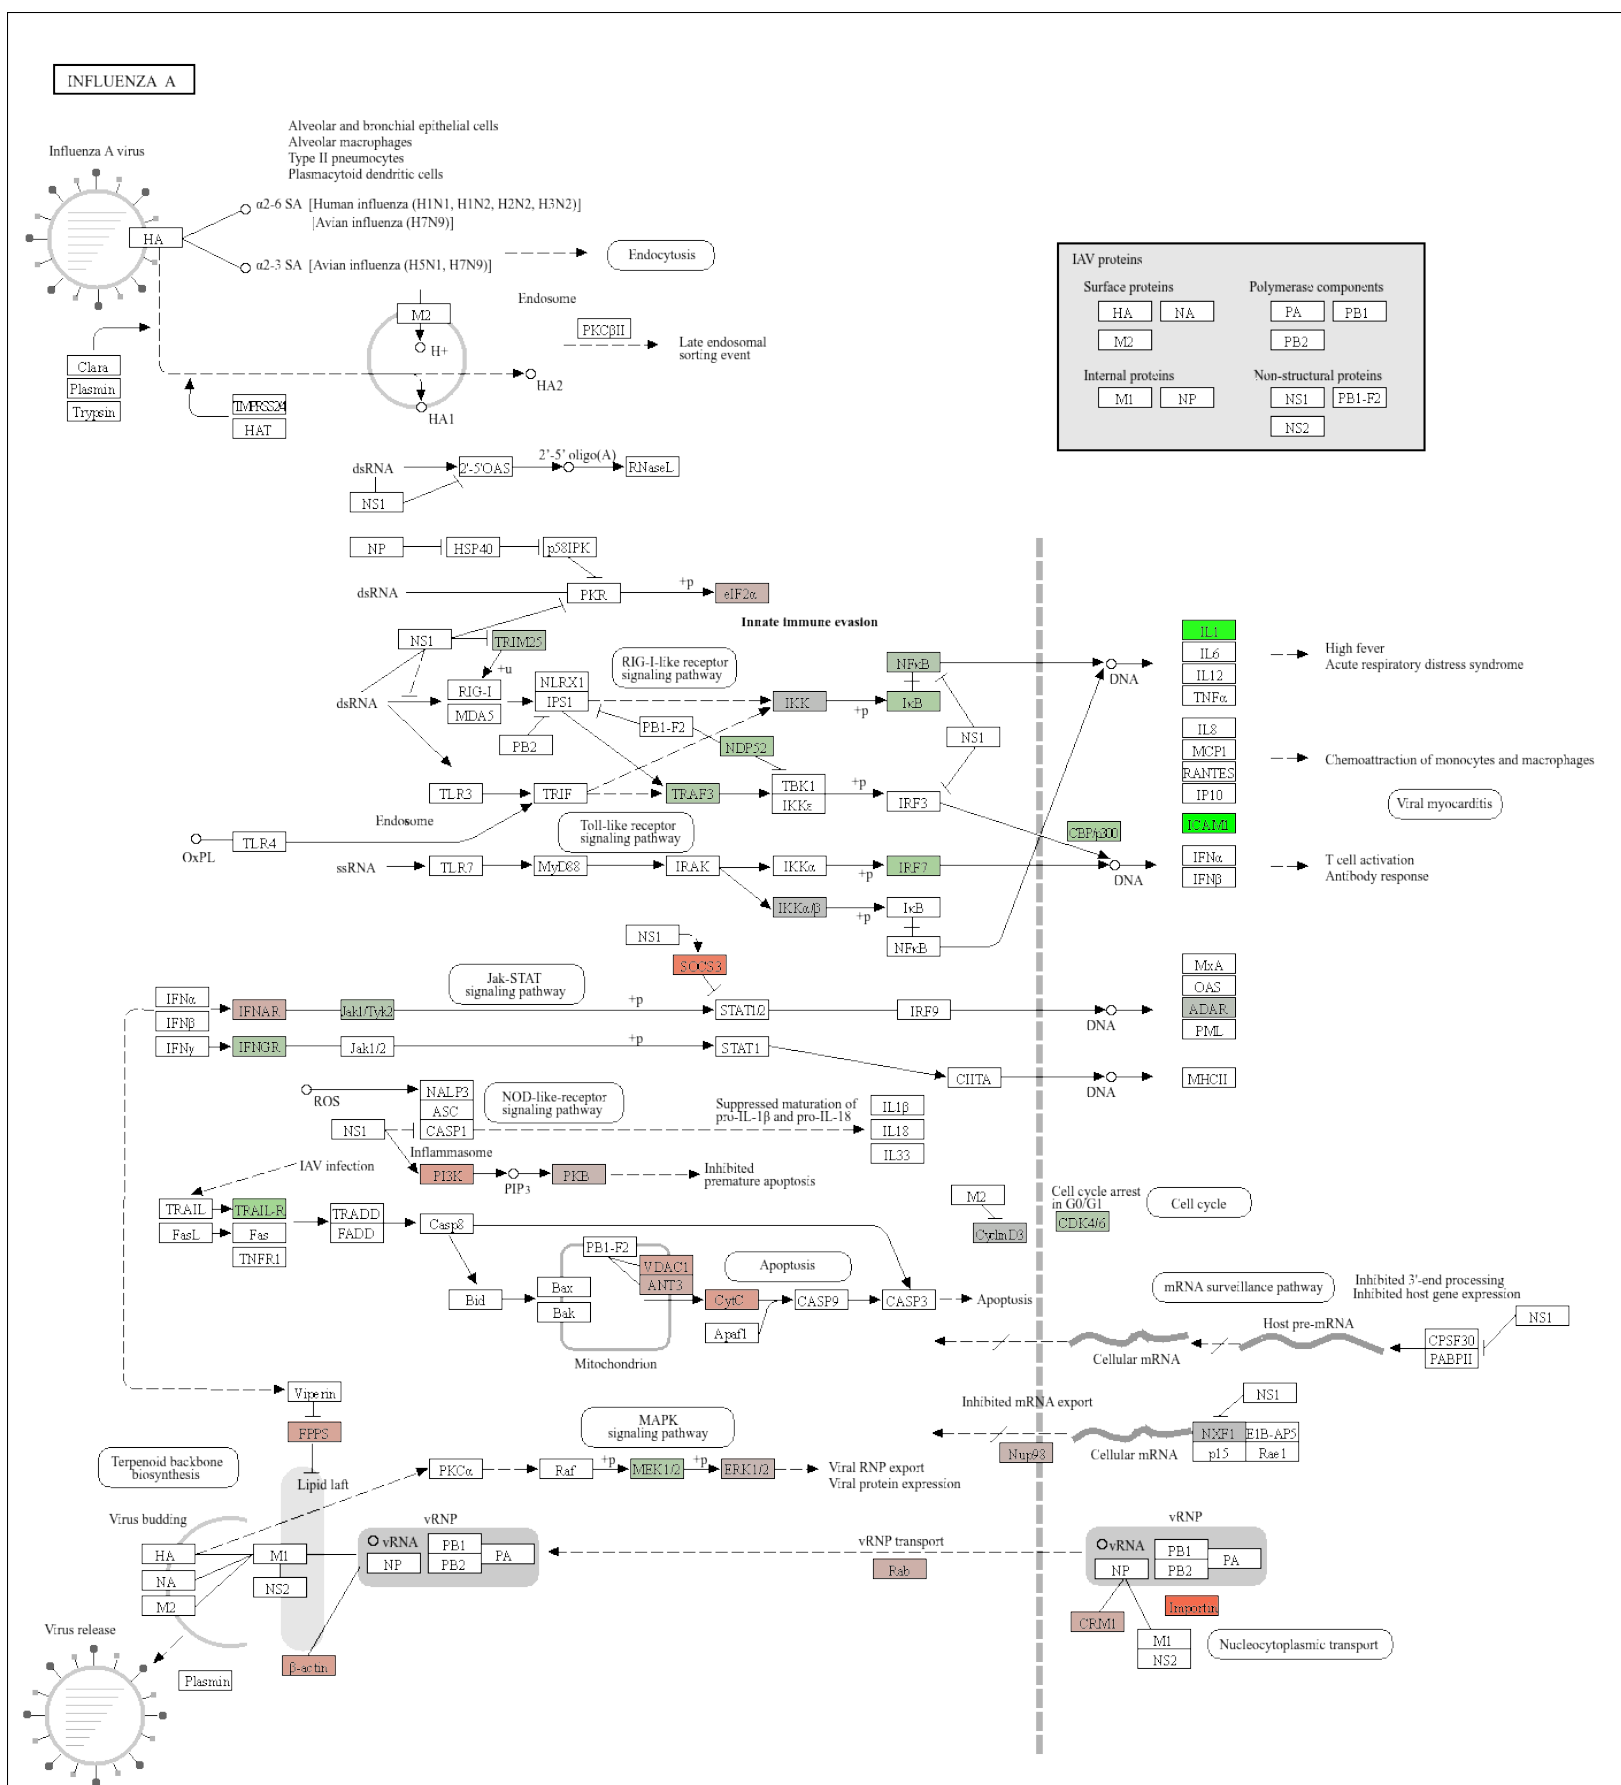 INFLUENZA A
Alveolar and bronchial epithelial cells
Alveolar macrophages
Type II pneumocytes
Plasmacytoid dendritic cells
Influenza A virus
α2-6 SA [Human influenza (H1N1, H1N2, H2N2, H3N2)]
[Avian influenza (H7N9)]
HA
α2-3 SA [Avian influenza (H5N1, H7N9)]
Endocytosis
IAV proteins
Surface proteins
Polymerase components
HA
NA
PA
PB1
M2
PB2
Internal proteins
Non-structural proteins
M1
NP
NS1
PB1-F2
NS2
Endosome
M2
H+
PKCβII
Late endosomal
sorting event
HA2
HA1
Clara
Plasmin
Trypsin
TMPRSS2/4
HAT
dsRNA
2'-5'OAS
2'-5' oligo(A)
RNaseL
NS1
NP
HSP40
p58IPK
dsRNA
PKR
+p
eIF2α
Innate immune evasion
NS1
TRIM25
+u
RIG-I-like receptor
signaling pathway
NFκB
DNA
IL1
IL6
IL12
TNFα
High fever
Acute respiratory distress syndrome
dsRNA
RIG-I
MDA5
NLRX1
IPS1
IKK
+p
IκB
PB2
PB1-F2
NDP52
NS1
IL8
MCP1
RANTES
IP10
Chemoattraction of monocytes and macrophages
Viral myocarditis
TLR3
TRIF
TRAF3
TBK1
IKKε
+p
IRF3
Endosome
Toll-like receptor
signaling pathway
CBP/p300
ICAM1
OxPL
TLR4
ssRNA
TLR7
MyD88
IRAK
IKKα
+p
IRF7
DNA
IFNα
IFNβ
T cell activation
Antibody response
IKKα/β
+p
IκB
NFκB
NS1
SOCS3
Jak-STAT
signaling pathway
IFNα
IFNβ
IFNAR
Jak1/Tyk2
+p
STAT1/2
IRF9
DNA
MxA
OAS
ADAR
PML
IFNγ
IFNGR
Jak1/2
+p
STAT1
CIITA
DNA
MHCII
ROS
NALP3
ASC
CASP1
NOD-like-receptor
signaling pathway
Suppressed maturation of
pro-IL-1β and pro-IL-18
IL1β
IL18
IL33
NS1
Inflammasome
IAV infection
PI3K
PIP3
PKB
Inhibited
premature apoptosis
TRAIL
TRAIL-R
FasL
Fas
TNFR1
TRADD
FADD
Casp8
M2
CyclinD3
Cell cycle arrest
in G0/G1
CDK4/6
Cell cycle
PB1-F2
VDAC1
ANT3
Apoptosis
Bid
Bax
Bak
CytC
CASP9
CASP3
Apoptosis
Apaf1
Mitochondrion
mRNA surveillance pathway
Inhibited 3'-end processing
Inhibited host gene expression
NS1
Host pre-mRNA
CPSF30
PABPII
Cellular mRNA
Viperin
FPPS
Lipid laft
Terpenoid backbone
biosynthesis
MAPK
signaling pathway
Inhibited mRNA export
Nup98
Cellular mRNA
NS1
NXF1
E1B-AP5
p15
Rae1
PKCα
Raf
+p
MEK1/2
+p
ERK1/2
Viral RNP export
Viral protein expression
Virus budding
HA
NA
M2
M1
NS2
vRNP
vRNA
NP
PB1
PB2
PA
vRNP transport
Rab
vRNP
vRNA
NP
PB1
PB2
PA
CRM1
Importin
M1
NS2
Nucleocytoplasmic transport
β-actin
Virus release
Plasmin